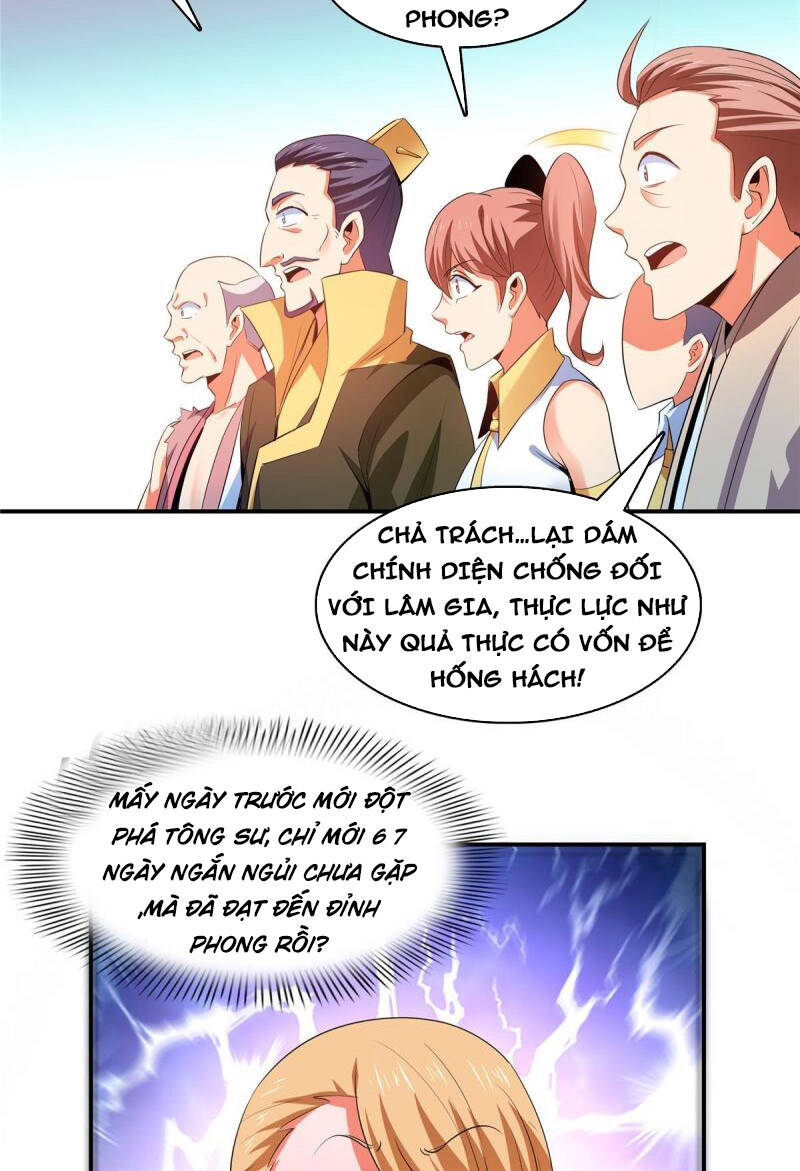 PHONG?
CHẢ TRÁCH...LẠI DÁM
CHÍNH DIỆN CHỐNG ĐỐI
VỚI LÂM GIA, THỰC LỰC NHƯ
NÀY QUẢ THỰC CÓ VỐN ĐỂ
HỐNG HÁCH!
MẤY NGÀY TRƯỚC MỚI ĐỘT
PHÁ TÔNG SƯ, CHỈ MỚI 6 7
NGÀY NGẮN NGỦI CHƯA GẶP
,MÀ ĐÃ ĐẠT ĐẾN ĐỈNH
PHONG RỒI?